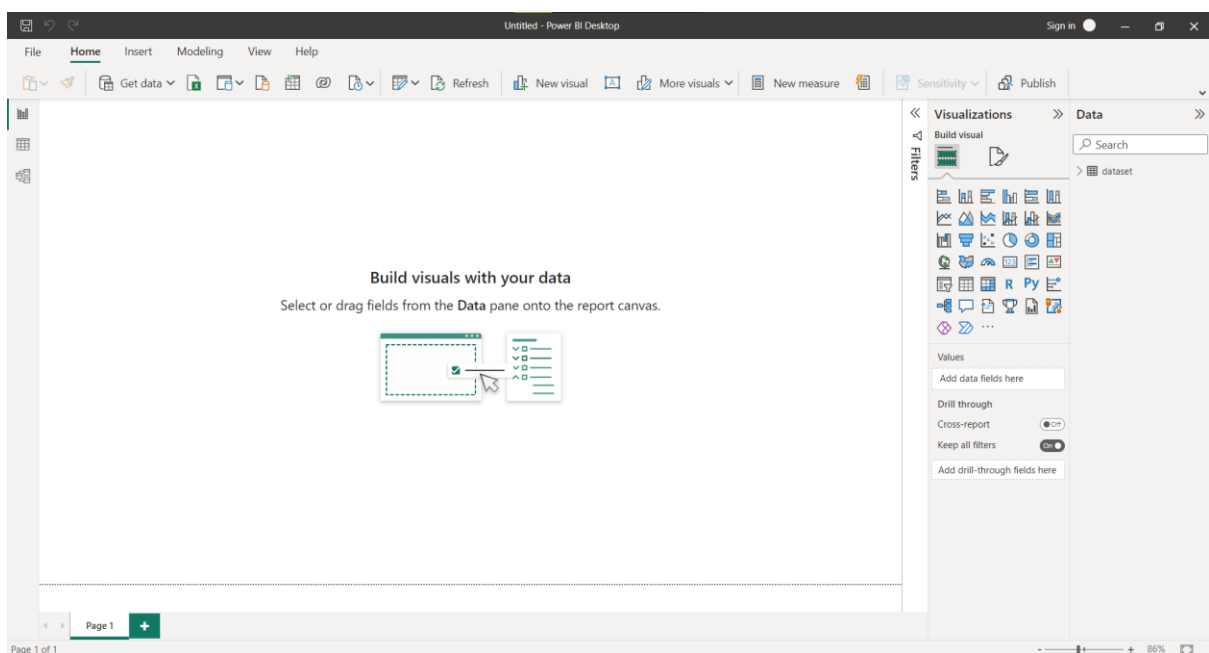 Untitled - Power BI Desktop
Sign in
File Home Insert Modeling View Help
Get data Refresh New visual A More visuals New measure Sensitivity Publish
Filters
Visualizations
Build visual
R Py
123
Values
Add data fields here
Drill through
Cross-report Off
Keep all filters On
Add drill-through fields here
Data
Search
dataset
Build visuals with your data
Select or drag fields from the Data pane onto the report canvas.
Page 1
Page 1 of 1
- + 86%